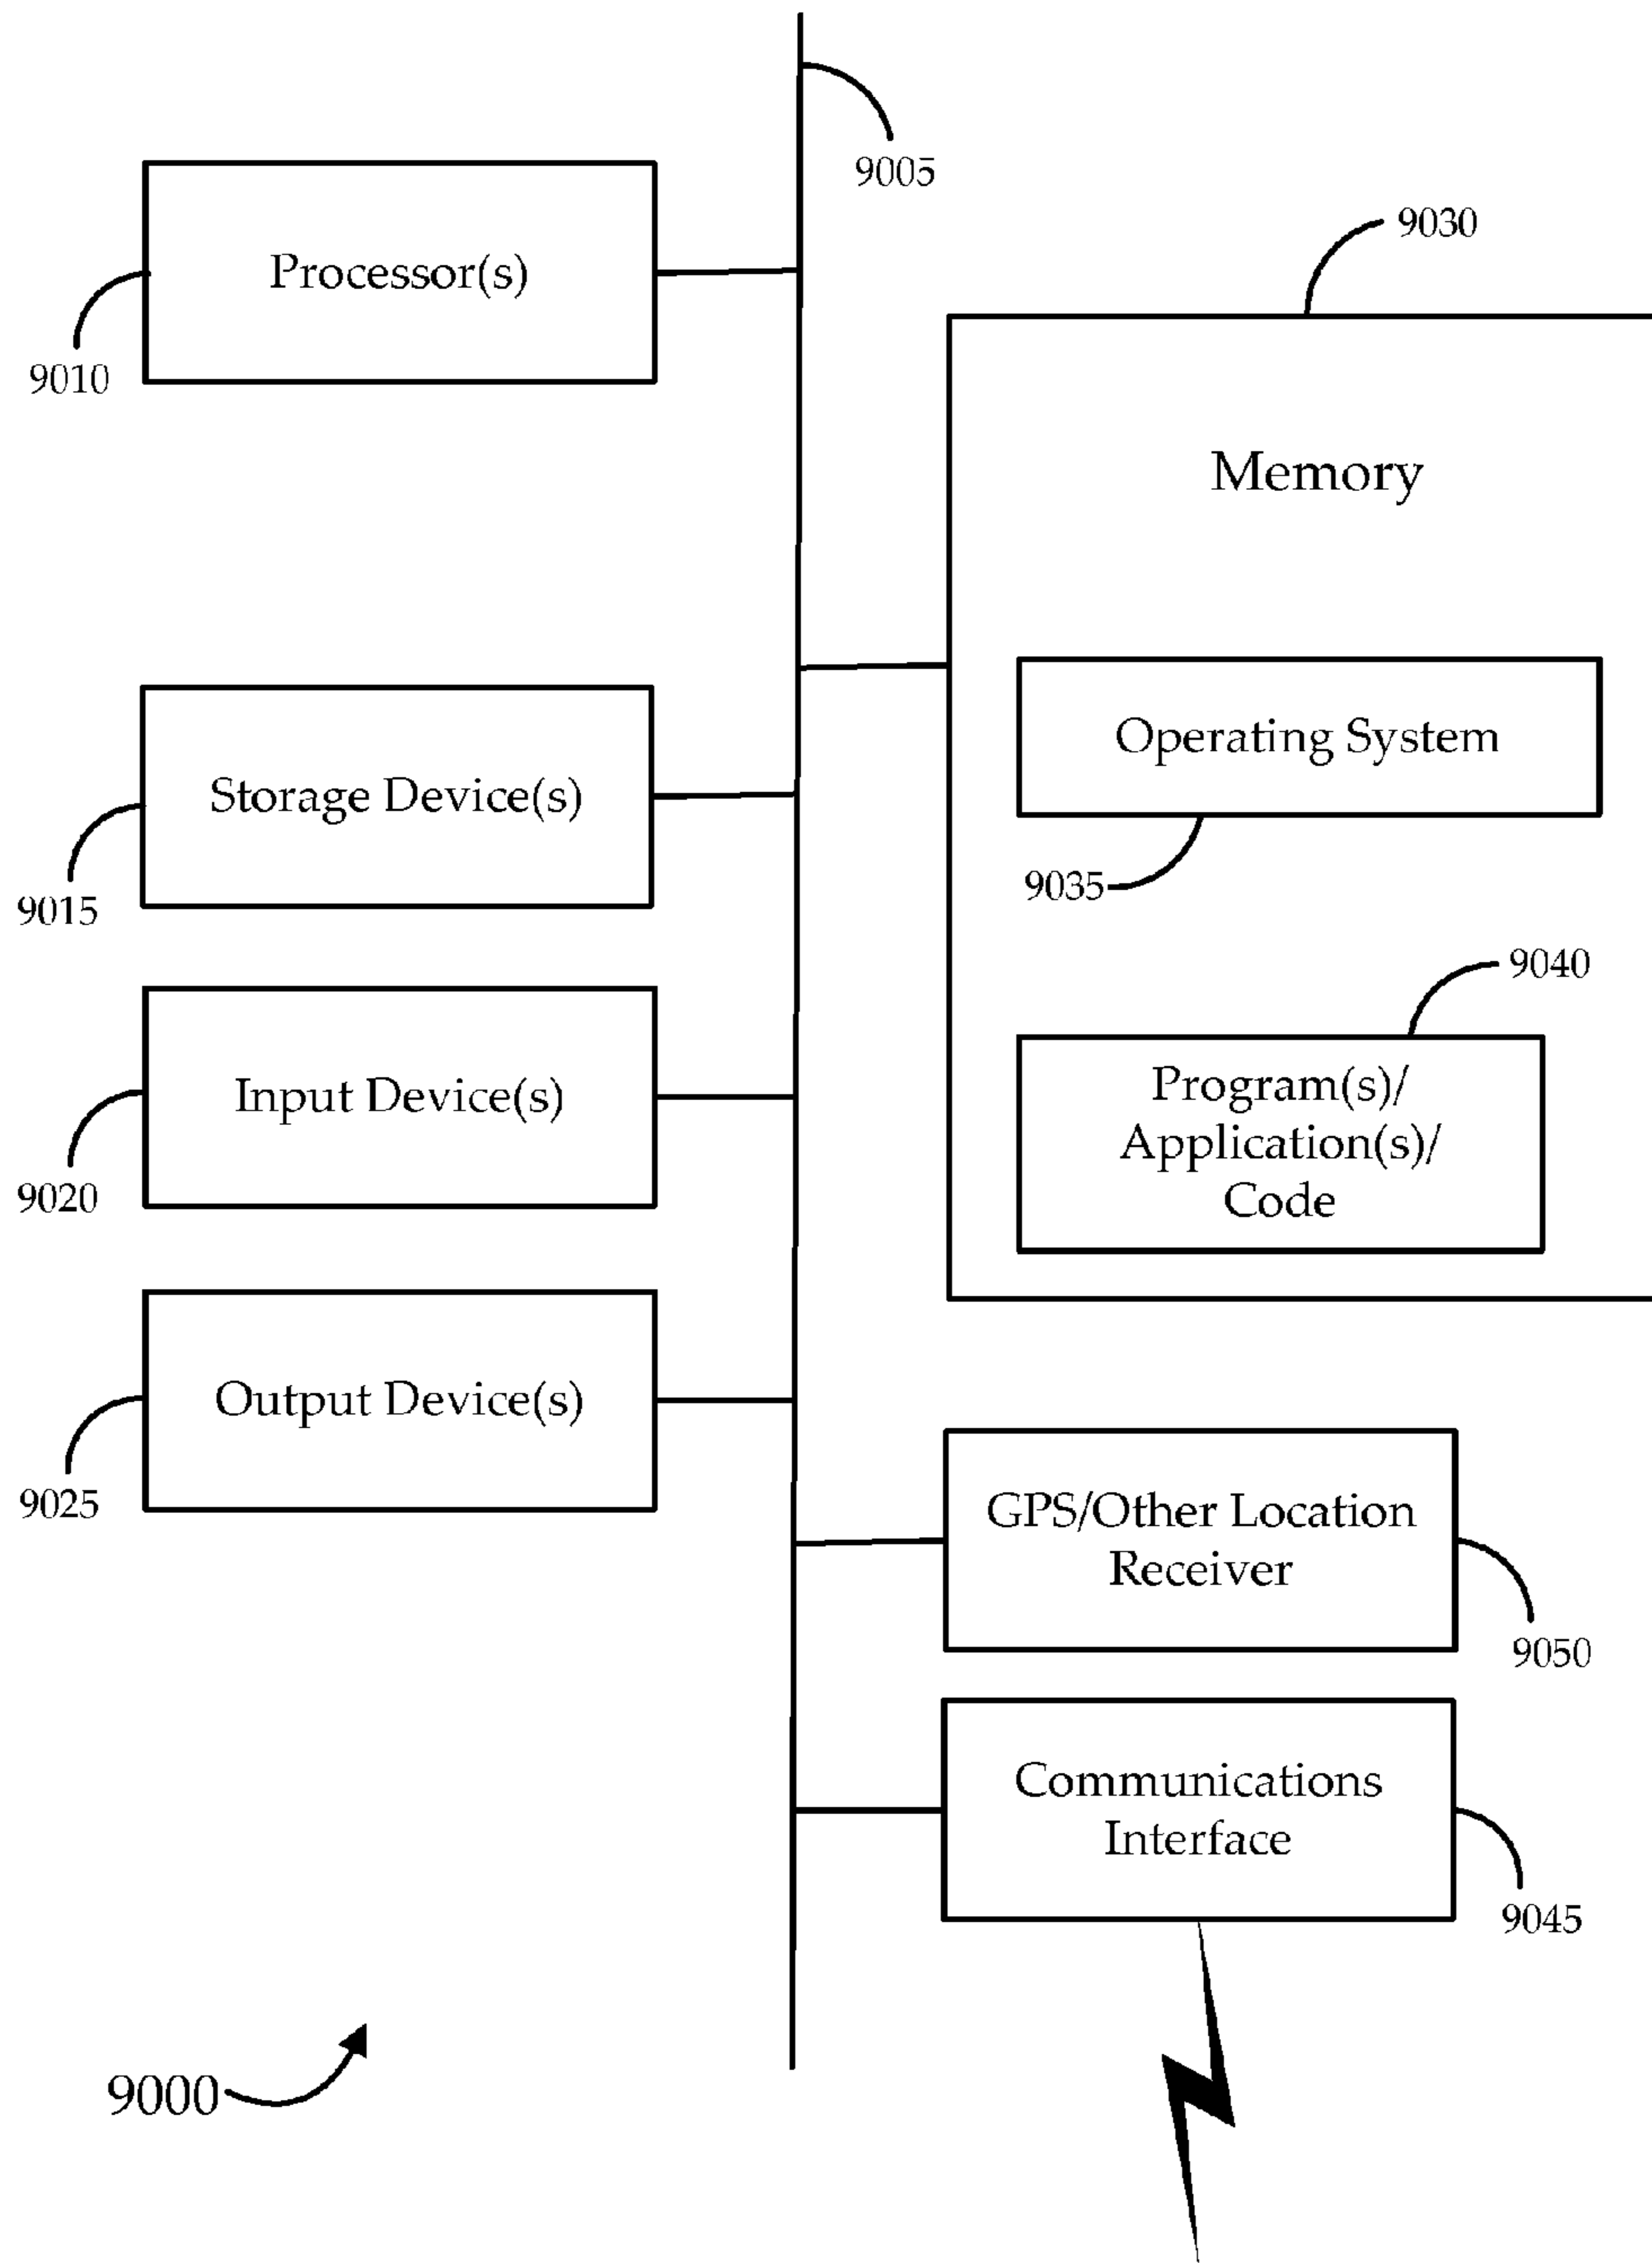 9005
9030
Processor(s)
9010
Memory
Operating System
9035
Storage Device(s)
9015
9040
Program(s)/
Application(s)/
Code
Input Device(s)
9020
Output Device(s)
9025
GPS/Other Location
Receiver
9050
Communications
Interface
9045
9000